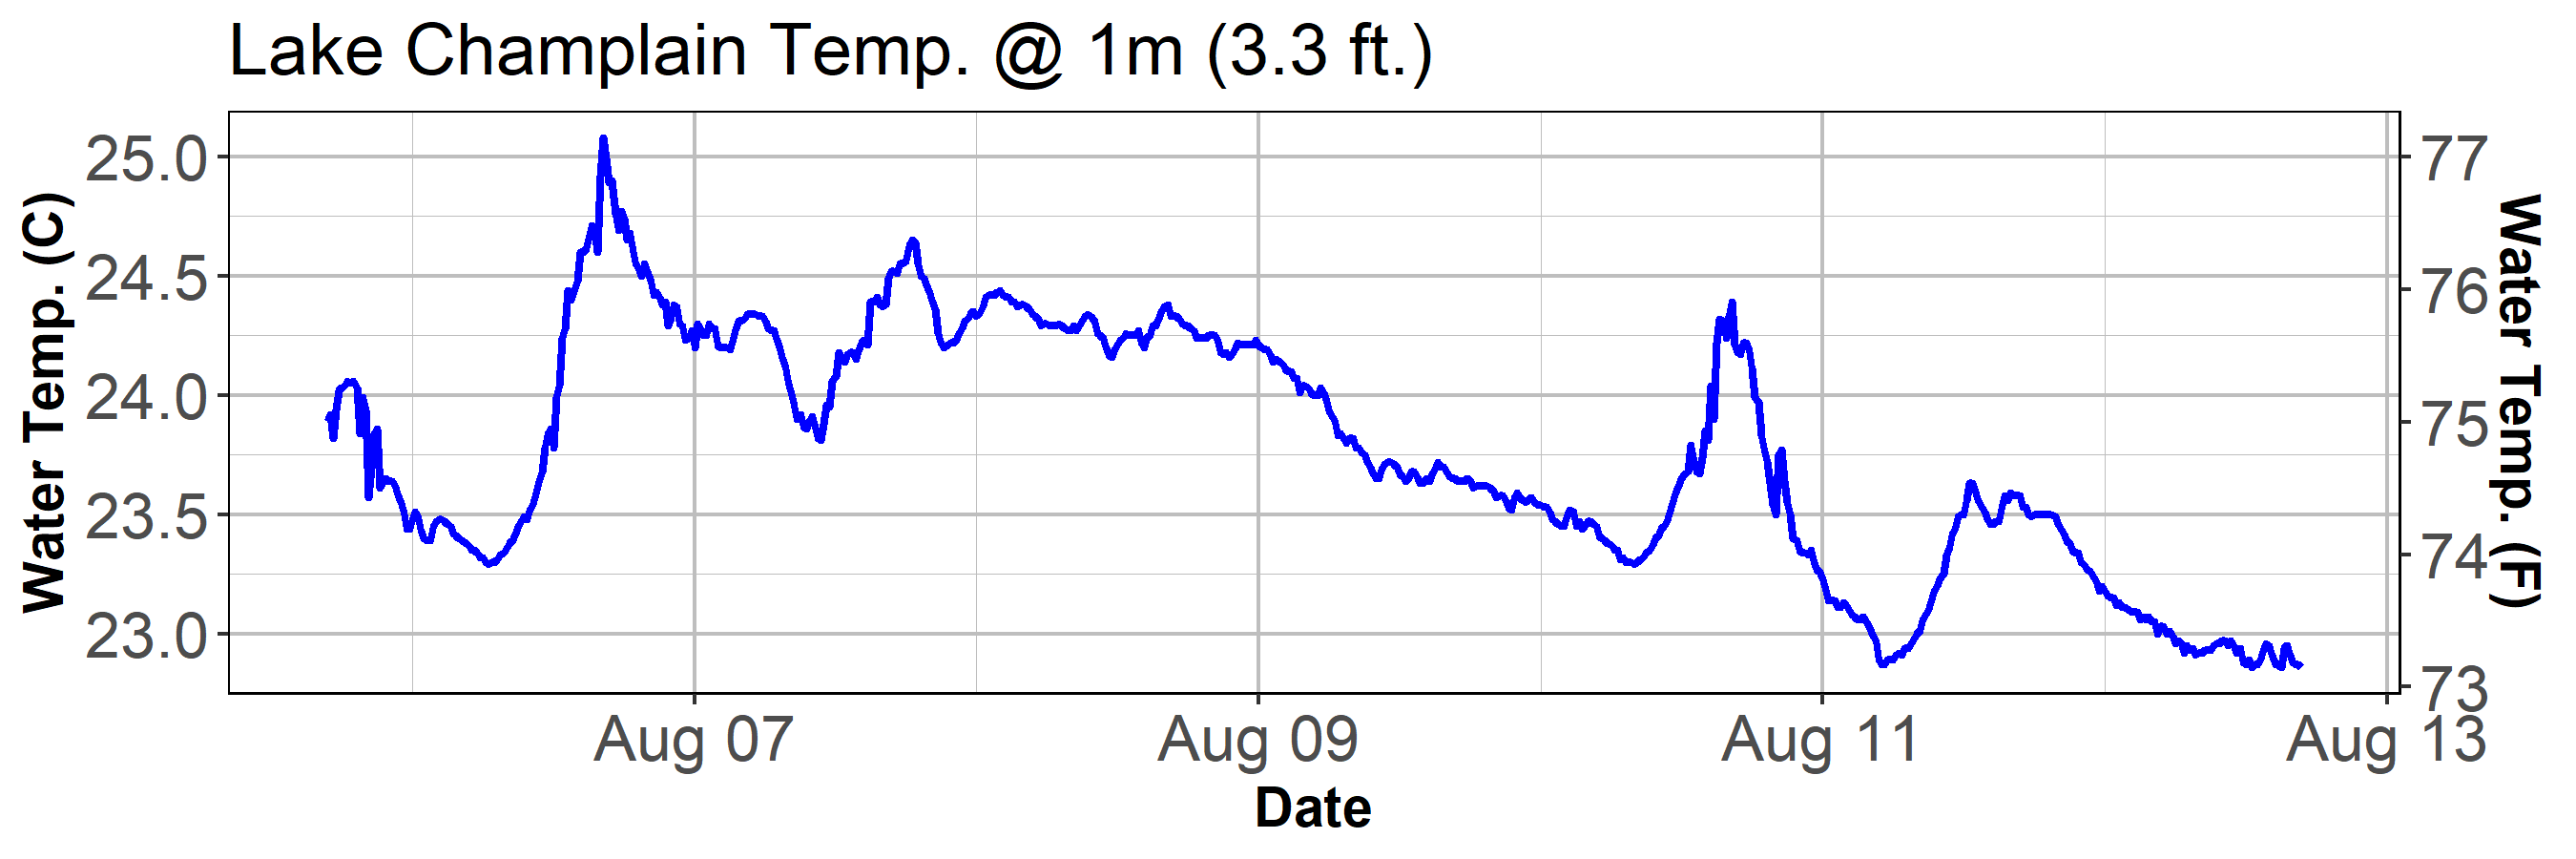 Lake Champlain Temp. @ 1m (3.3 ft.)
Water Temp. (C)
25.0
24.5
24.0
23.5
23.0
77
76
75
74
73
Water Temp. (F)
Aug 07
Aug 09
Aug 11
Aug 13
Date